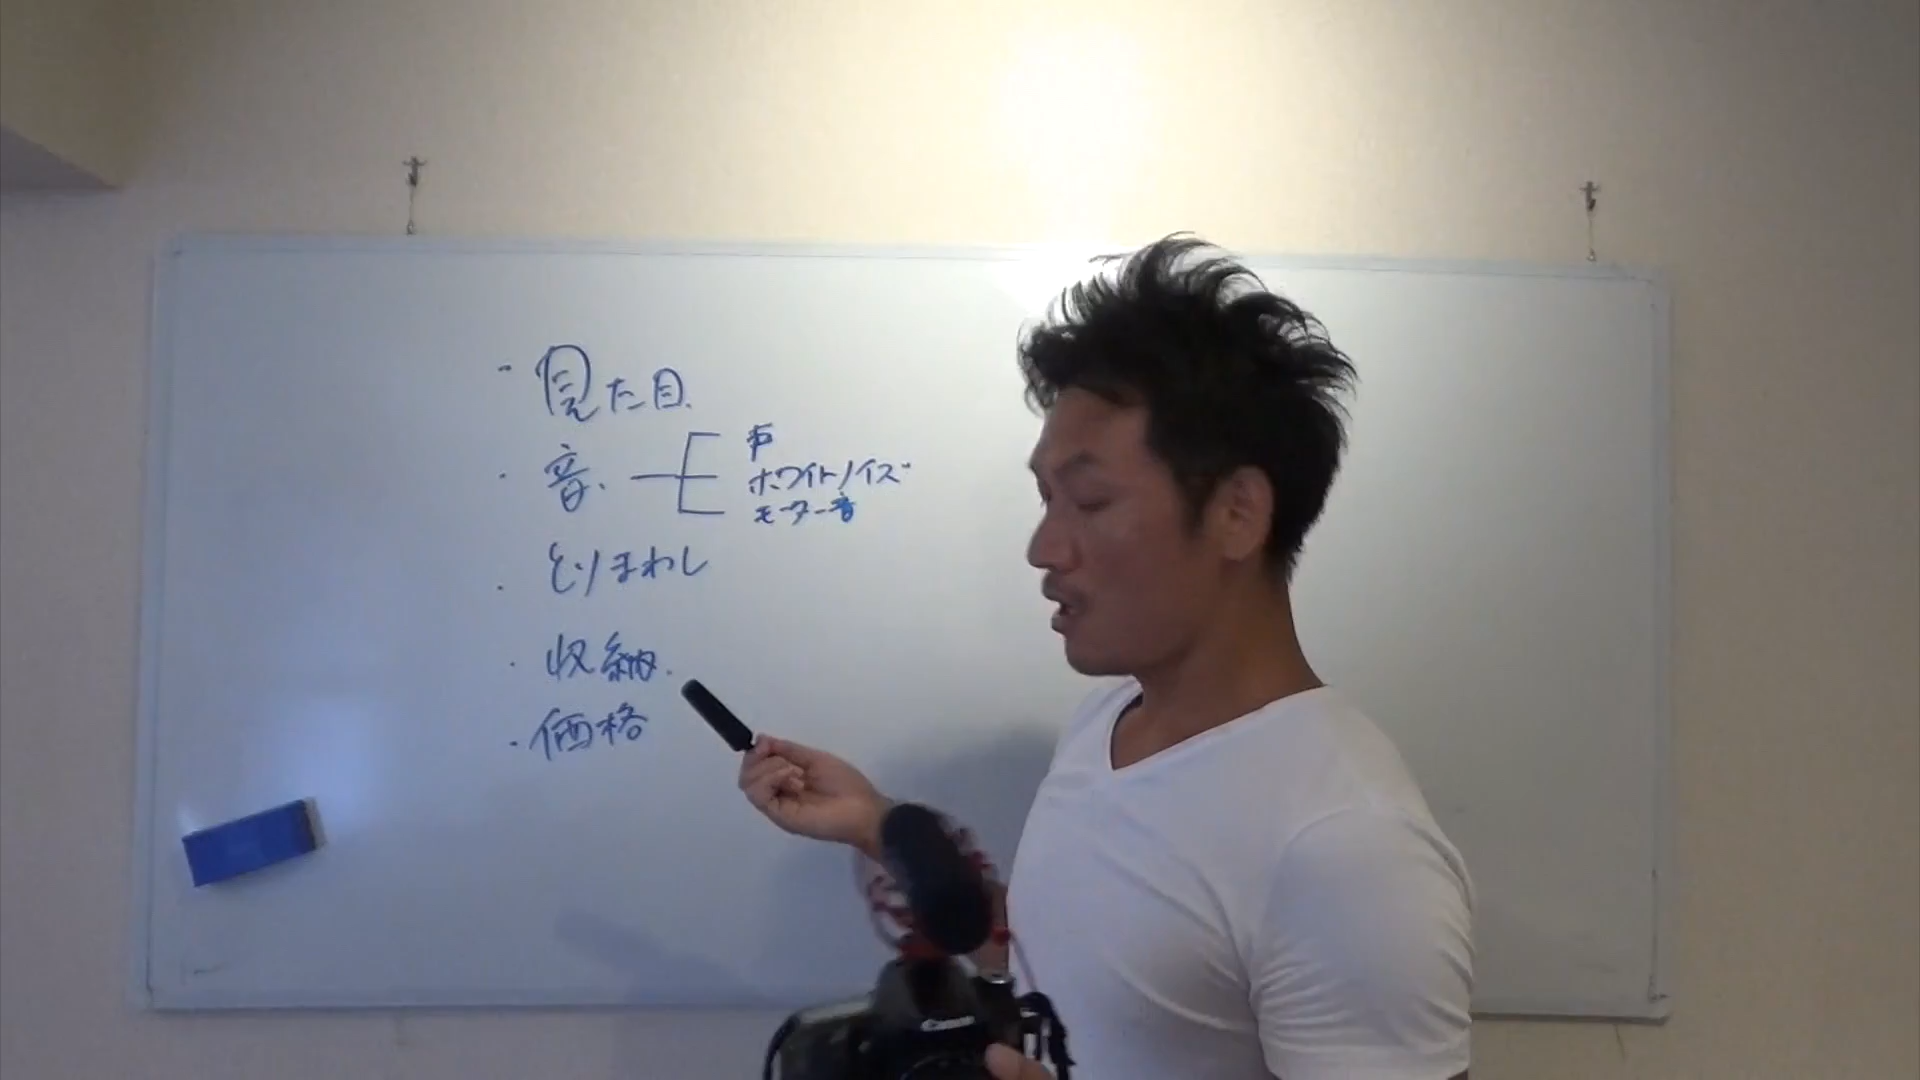 ・見た目.
・音.
声
ホワイトノイズ
モーター音
・とりまわし
・収納.
・価格
Canon